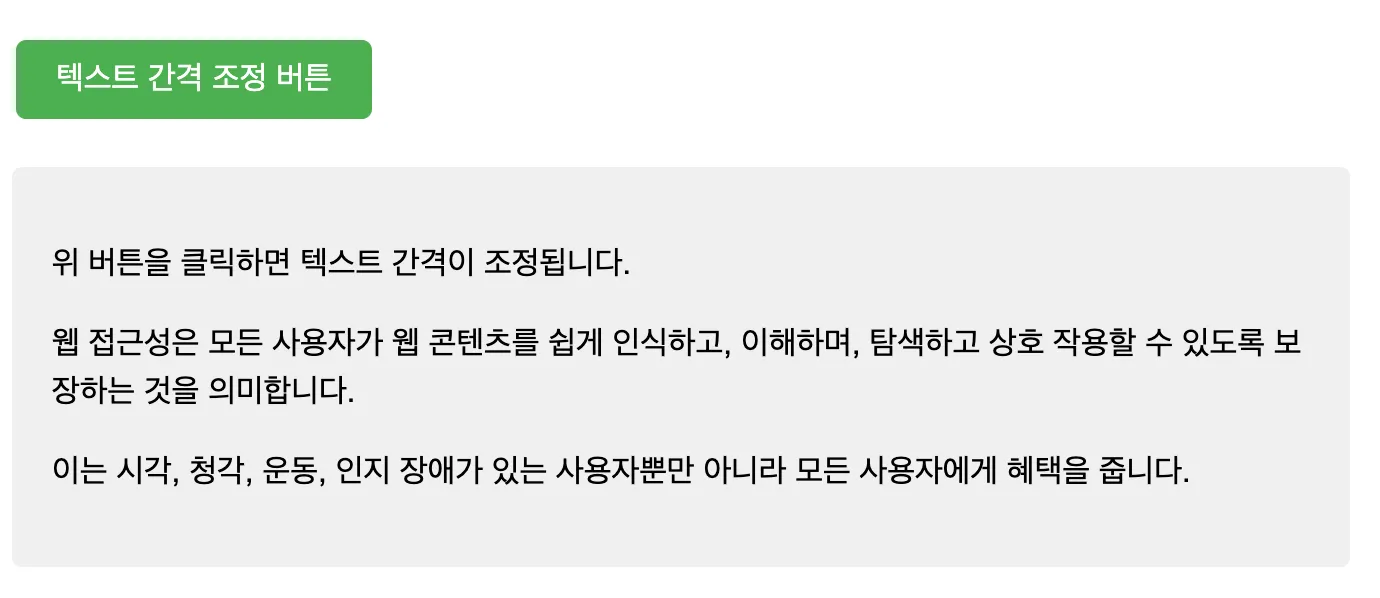 텍스트 간격 조정 버튼
위 버튼을 클릭하면 텍스트 간격이 조정됩니다.
웹 접근성은 모든 사용자가 웹 콘텐츠를 쉽게 인식하고, 이해하며, 탐색하고 상호 작용할 수 있도록 보
장하는 것을 의미합니다.
이는 시각, 청각, 운동, 인지 장애가 있는 사용자뿐만 아니라 모든 사용자에게 혜택을 줍니다.